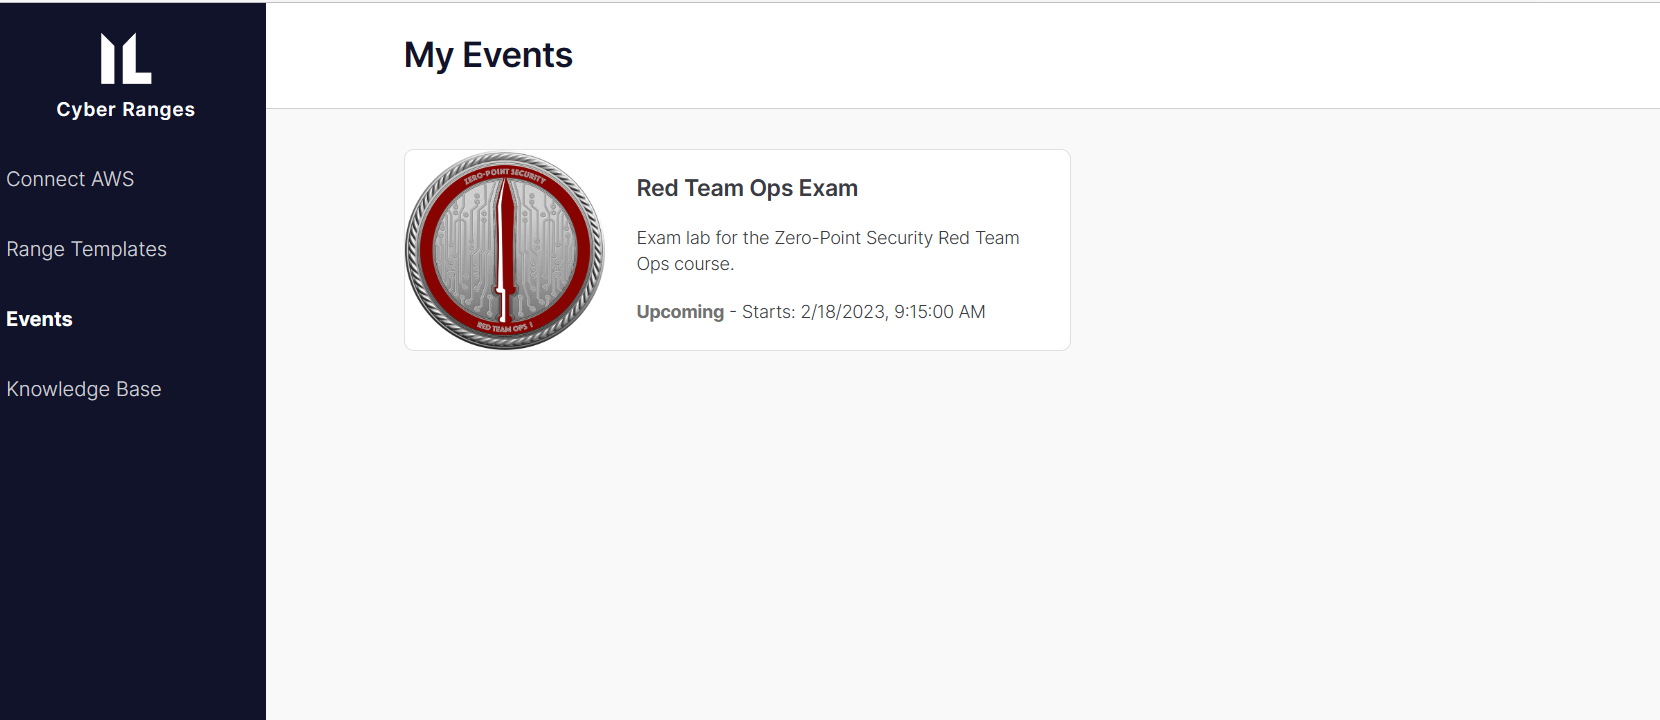 Cyber Ranges
Connect AWS
Range Templates
Events
Knowledge Base
My Events
ZERO-POINT SECURITY
RED TEAM OPS I
Red Team Ops Exam
Exam lab for the Zero-Point Security Red Team
Ops course.
Upcoming - Starts: 2/18/2023, 9:15:00 AM